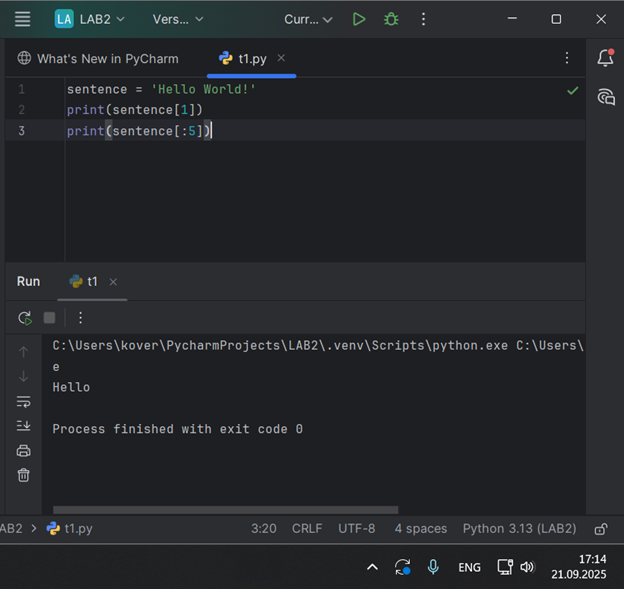 LA LAB2 Vers... Curr...
What's New in PyCharm t1.py
1 sentence = 'Hello World!'
2 print(sentence[1])
3 print(sentence[:5])
Run t1
C:\Users\kover\PycharmProjects\LAB2\.venv\Scripts\python.exe C:\Users\
e
Hello
Process finished with exit code 0
AB2 > t1.py 3:20 CRLF UTF-8 4 spaces Python 3.13 (LAB2)
ENG 17:14
21.09.2025